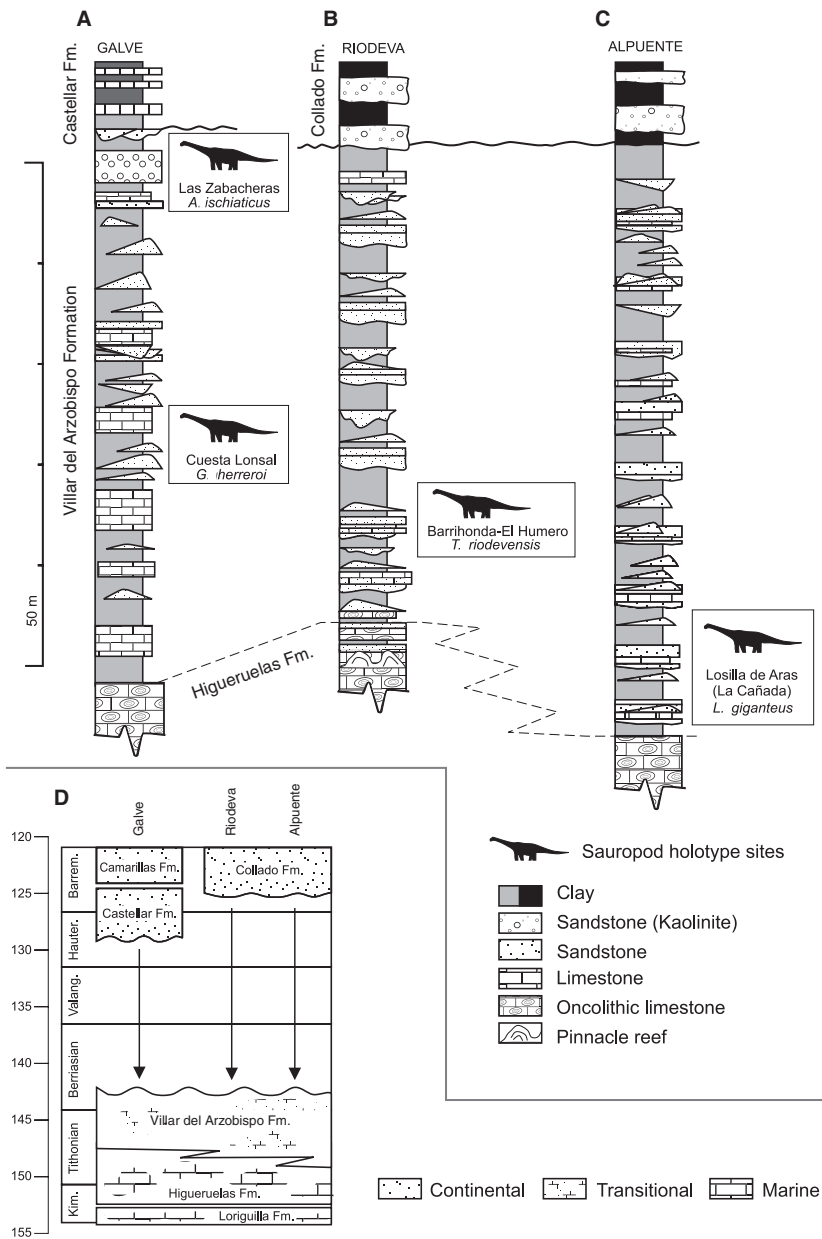 A
GALVE
B
RIODEVA
C
ALPUENTE
Castellar Fm.
Collado Fm.
Las Zabacheras
A. ischiaticus
Villar del Arzobispo Formation
Cuesta Lonsal
G. herreroi
Barrihonda-El Humero
T. riodevensis
50 m
Higueruelas Fm.
Losilla de Aras
(La Cañada)
L. giganteus
D
Galve
Riodeva
Alpuente
120
125
130
135
140
145
150
155
Barrem.
Hauter.
Valang.
Berriasian
Tithonian
Kim.
Camarillas Fm.
Collado Fm.
Castellar Fm.
Villar del Arzobispo Fm.
Higueruelas Fm.
Loriguilla Fm.
Sauropod holotype sites
Clay
Sandstone (Kaolinite)
Sandstone
Limestone
Oncolithic limestone
Pinnacle reef
Continental
Transitional
Marine